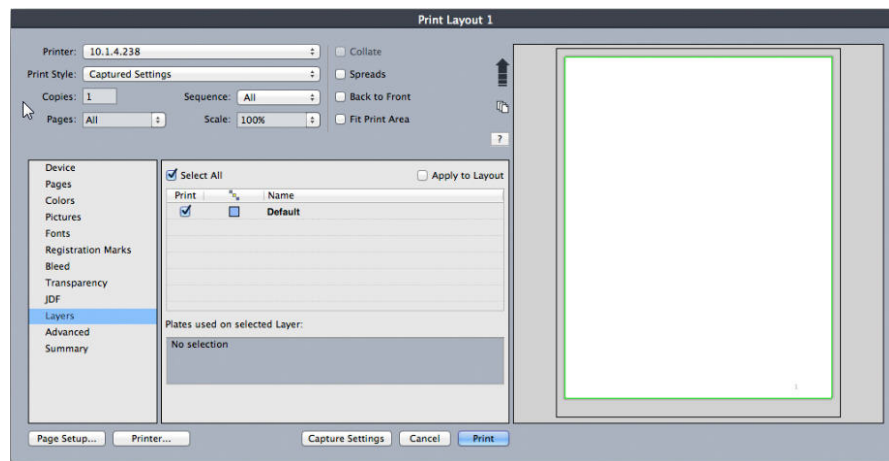 Print Layout 1
Printer: 10.1.4.238
Collate
Print Style: Captured Settings
Spreads
Copies: 1 Sequence: All
Back to Front
Pages: All Scale: 100%
Fit Print Area
?
Device
Pages
Colors
Pictures
Fonts
Registration Marks
Bleed
Transparency
JDF
Layers
Advanced
Summary
Select All Apply to Layout
Print Name
Default
Plates used on selected Layer:
No selection
Page Setup... Printer... Capture Settings Cancel Print
1